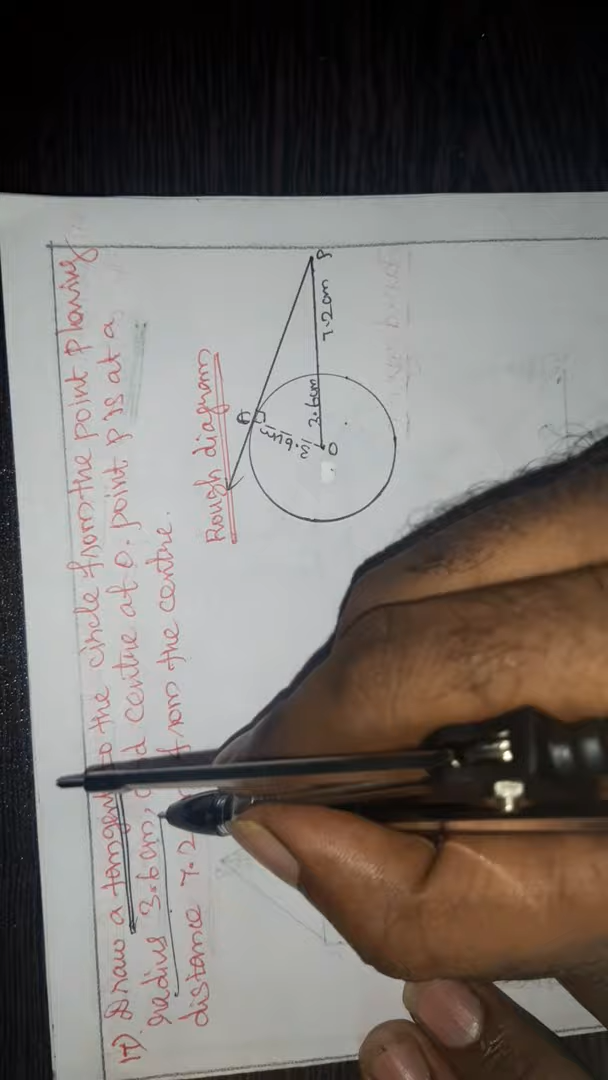 17) Draw a tangent to the circle from the point P having
radius 3.6cm, centre at O. point P is at a
distance 7.2 from the centre.
Rough diagram
A
3.6cm
3.6cm
7.2cm
O
P